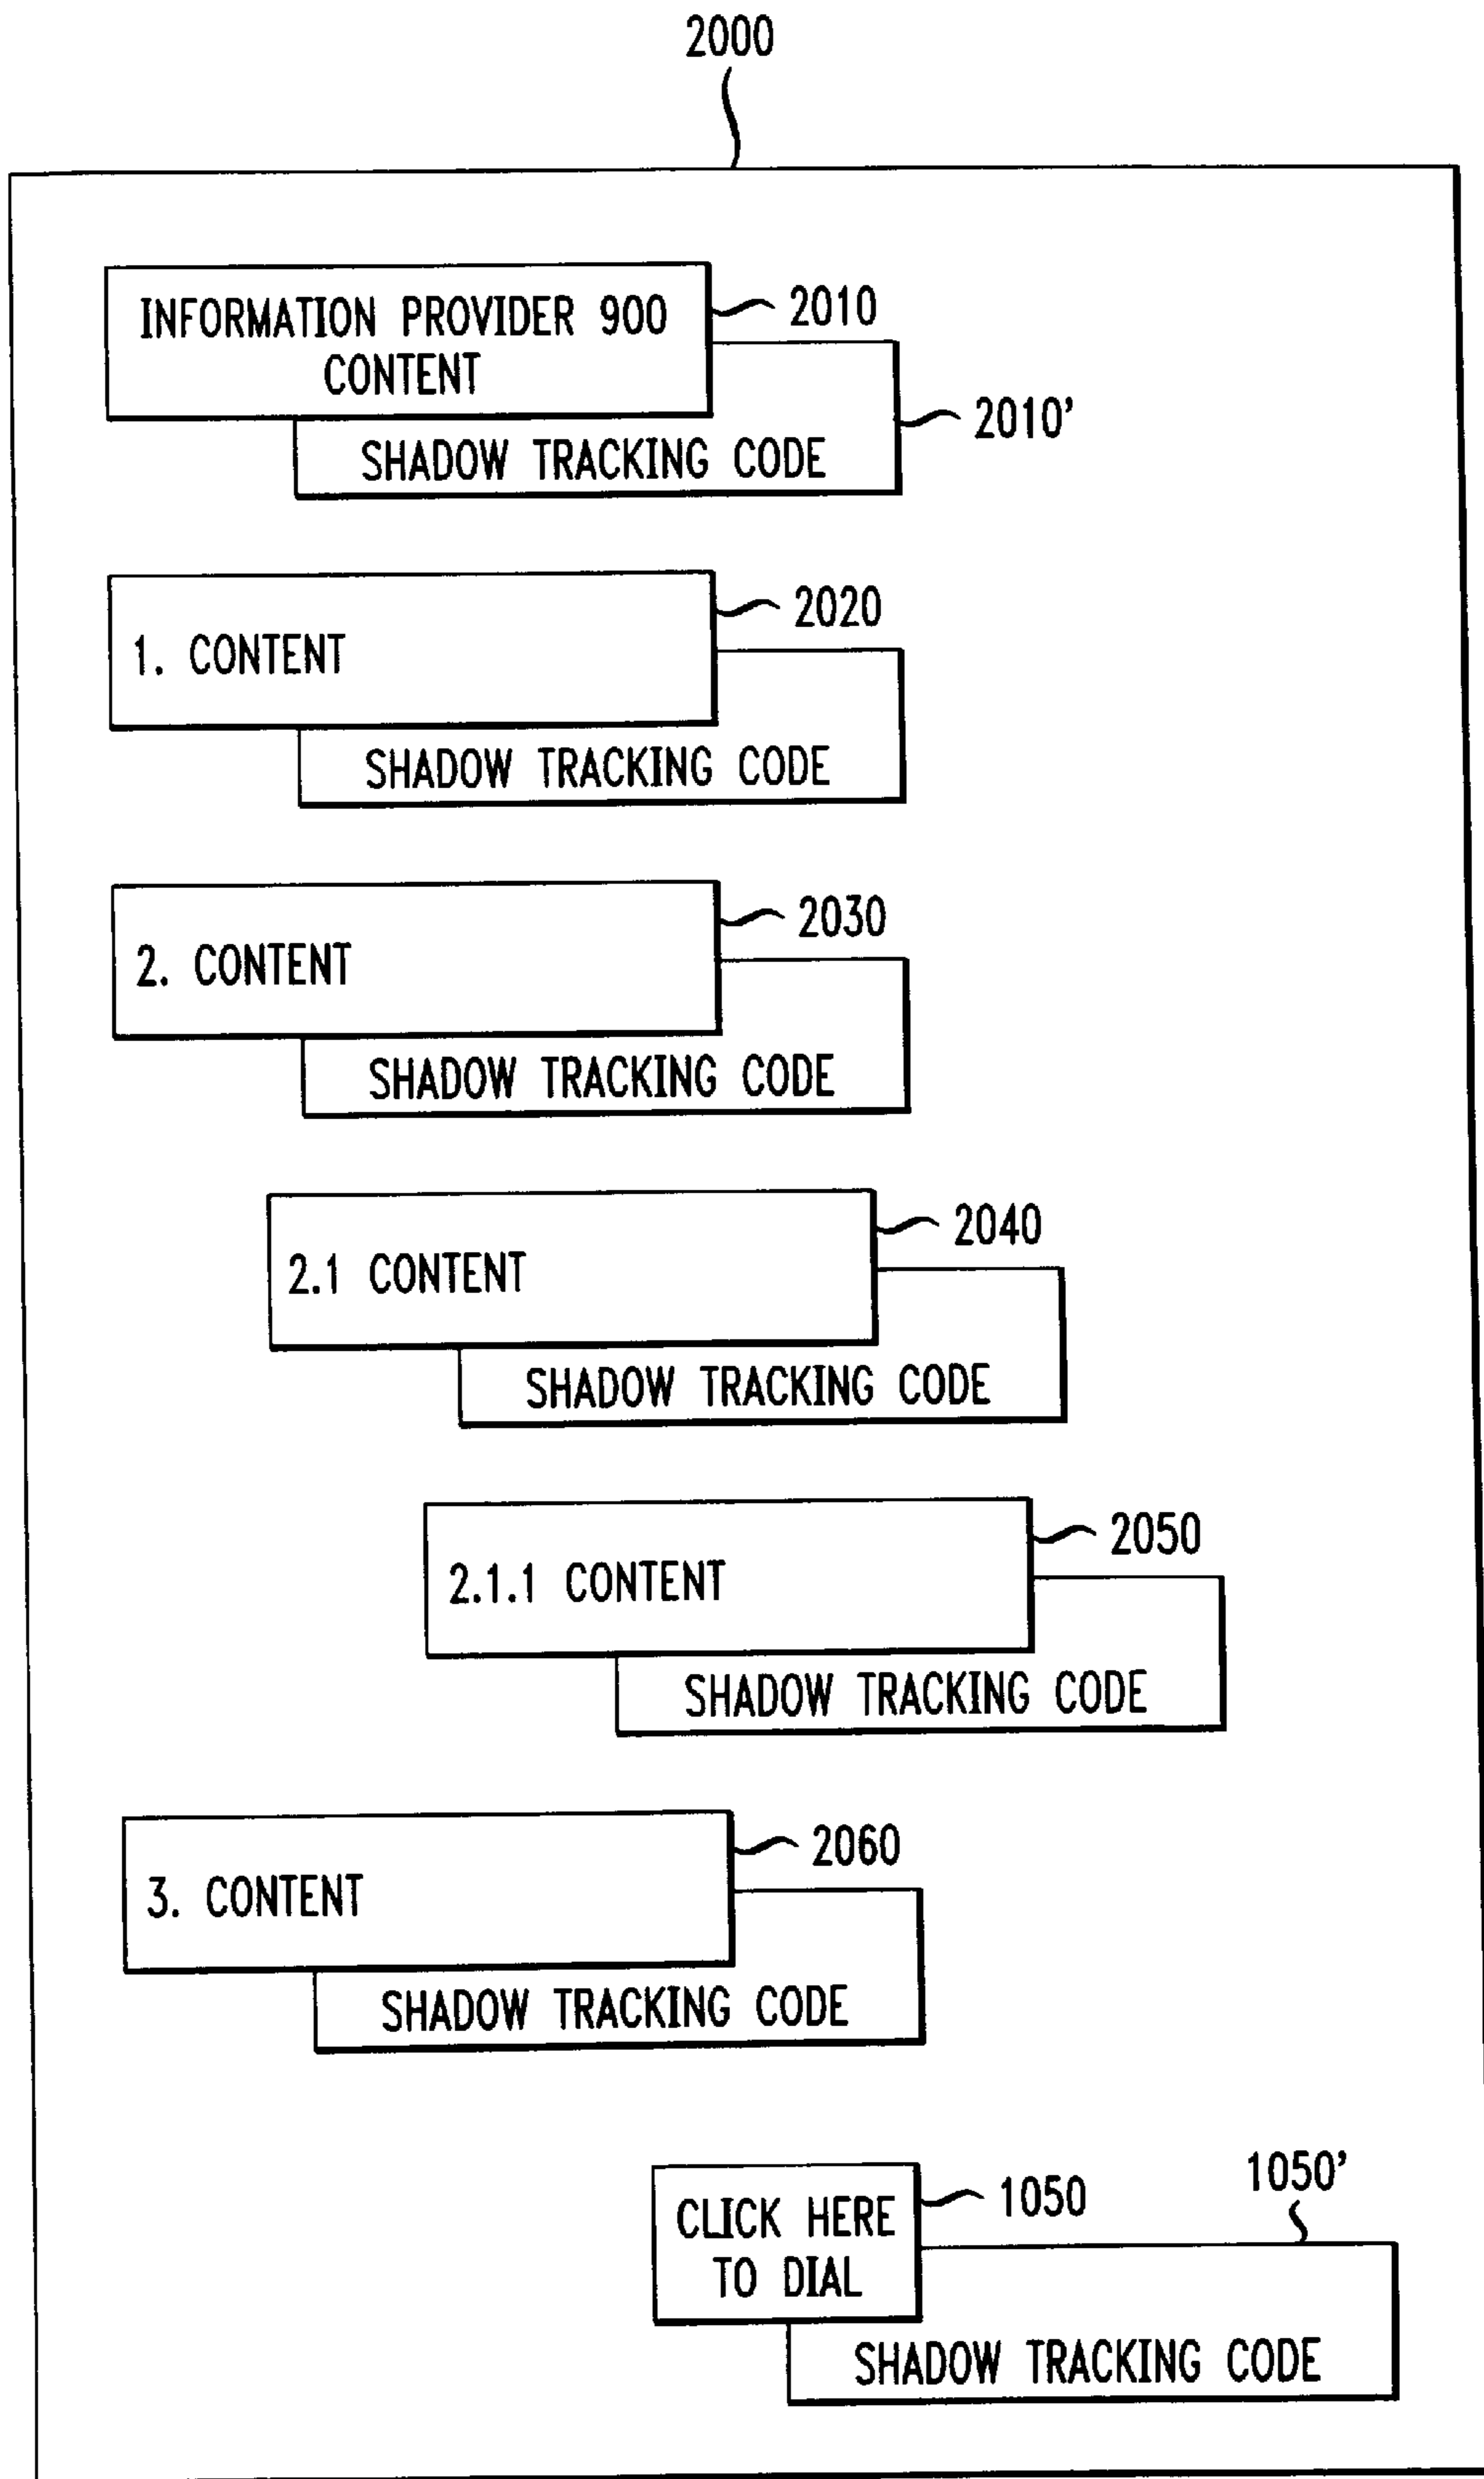 2000
INFORMATION PROVIDER 900
CONTENT
2010
2010'
SHADOW TRACKING CODE
2020
1. CONTENT
SHADOW TRACKING CODE
2030
2. CONTENT
SHADOW TRACKING CODE
2040
2.1 CONTENT
SHADOW TRACKING CODE
2050
2.1.1 CONTENT
SHADOW TRACKING CODE
2060
3. CONTENT
SHADOW TRACKING CODE
CLICK HERE
TO DIAL
1050
1050'
SHADOW TRACKING CODE